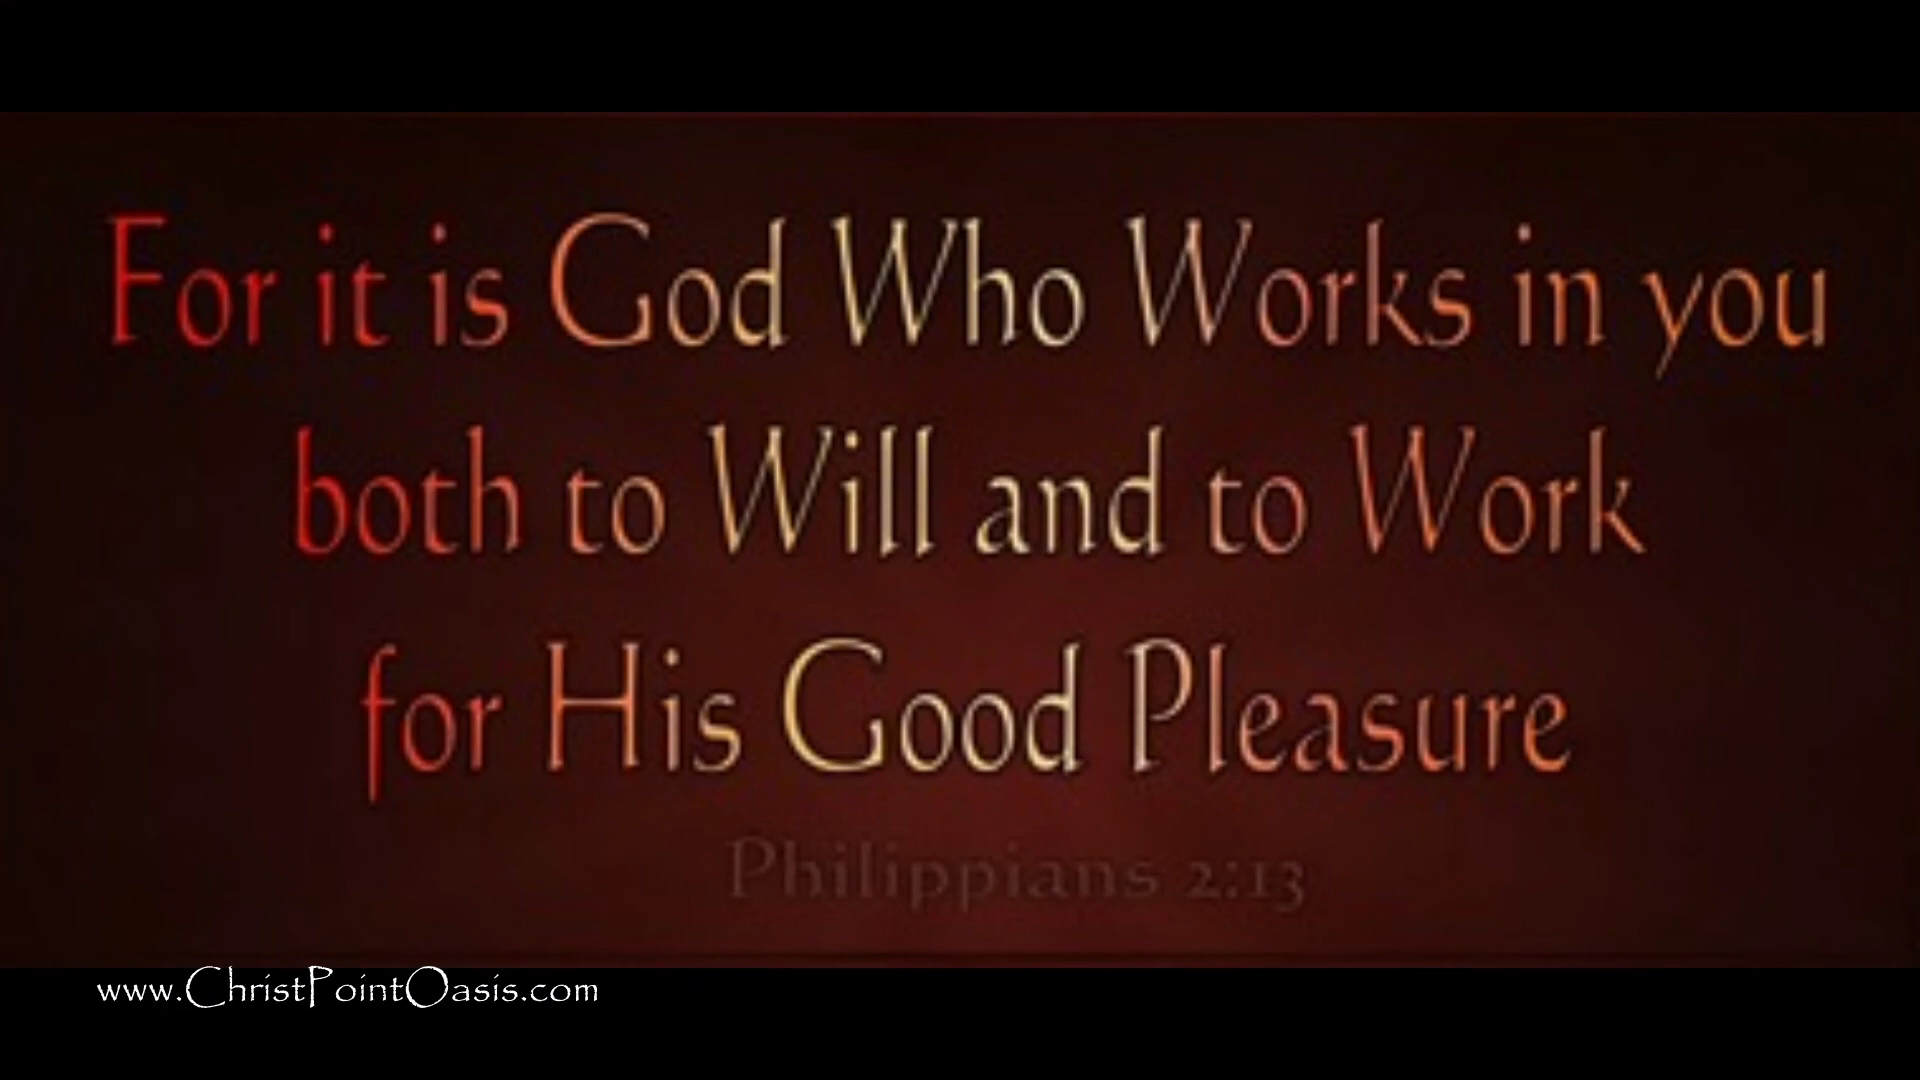 For it is God Who Works in you
both to Will and to Work
for His Good Pleasure
Philippians 2:13
www.ChristPointOasis.com